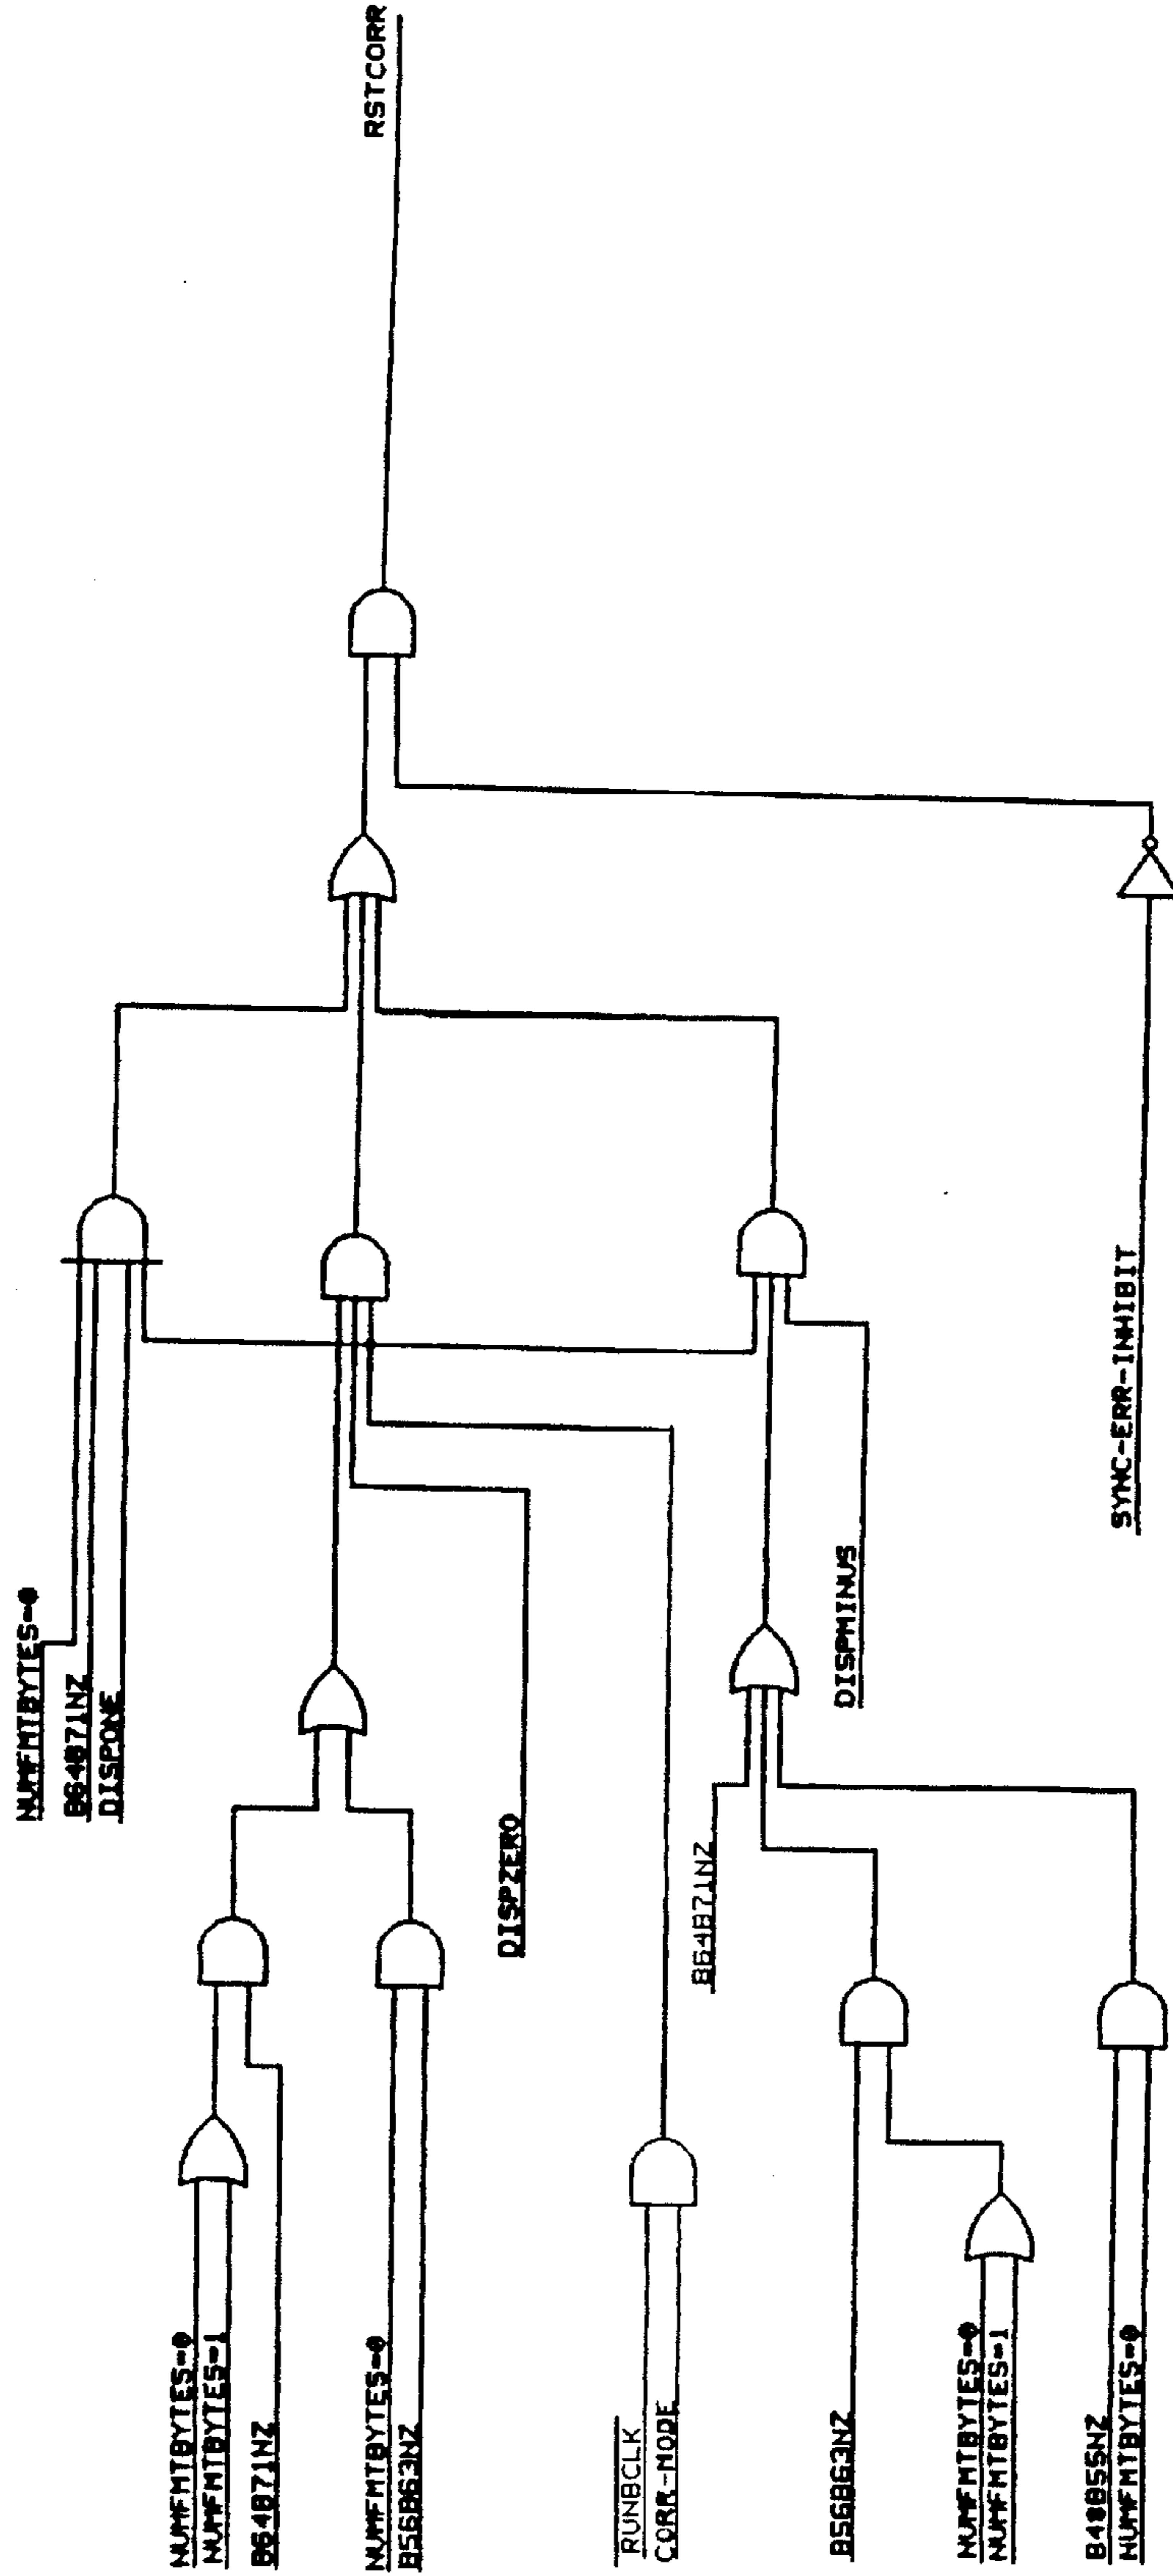 RSTCORR
NUMFMTBYTES=0
B64B71NZ
DISPONE
NUMFMTBYTES=0
NUMFMTBYTES=1
B64B71NZ
NUMFMTBYTES=0
B56B63NZ
DISPZERO
RUNBCLK
CORR-MODE
B64B71NZ
DISPMINUS
B56B63NZ
NUMFMTBYTES=0
NUMFMTBYTES=1
B48B55NZ
NUMFMTBYTES=0
SYNC-ERR-INHIBIT